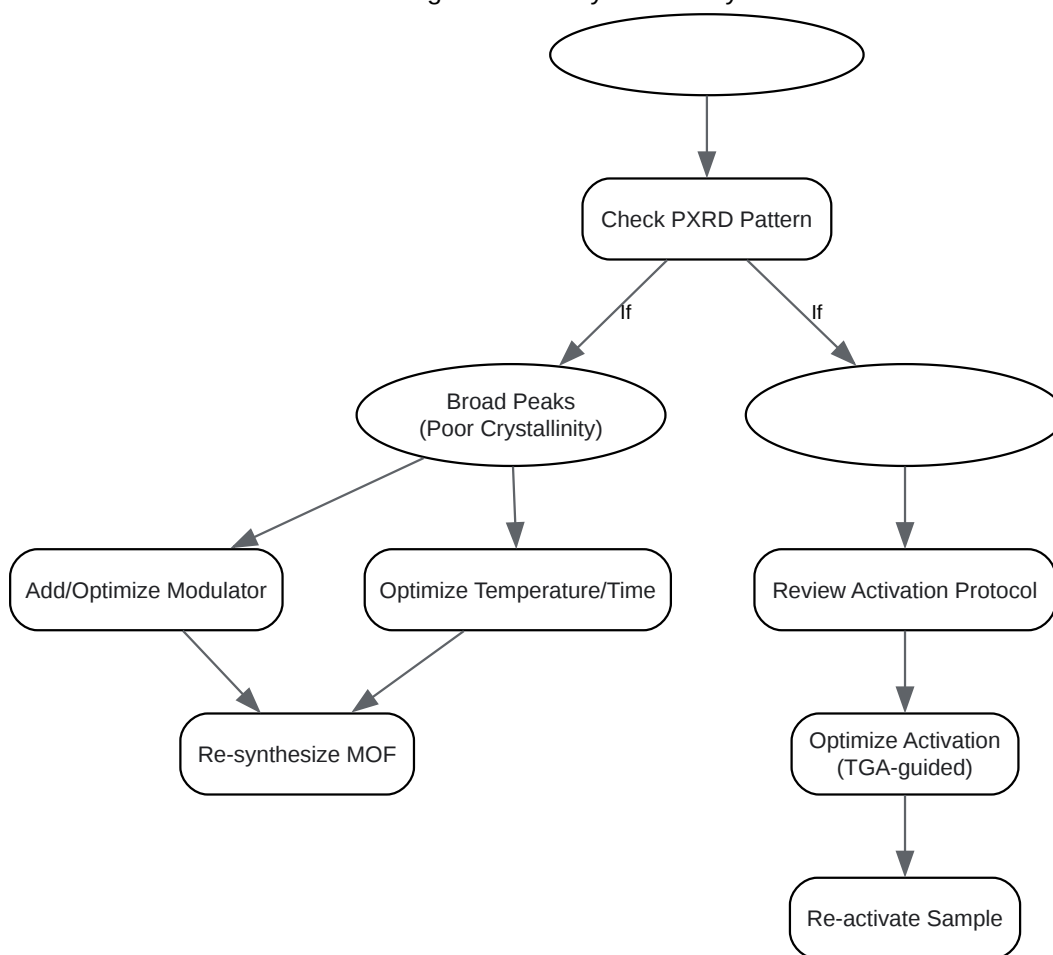 Check PXRD Pattern
If
If
Broad Peaks
(Poor Crystallinity)
Add/Optimize Modulator
Optimize Temperature/Time
Review Activation Protocol
Re-synthesize MOF
Optimize Activation
(TGA-guided)
Re-activate Sample